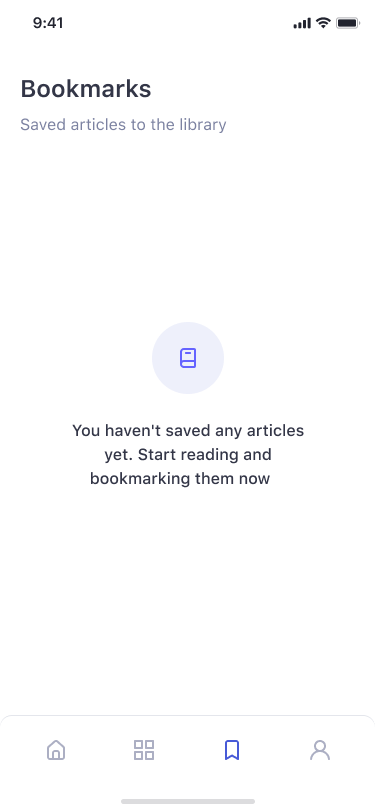 9:41
Bookmarks
Saved articles to the library
You haven't saved any articles
yet. Start reading and
bookmarking them now